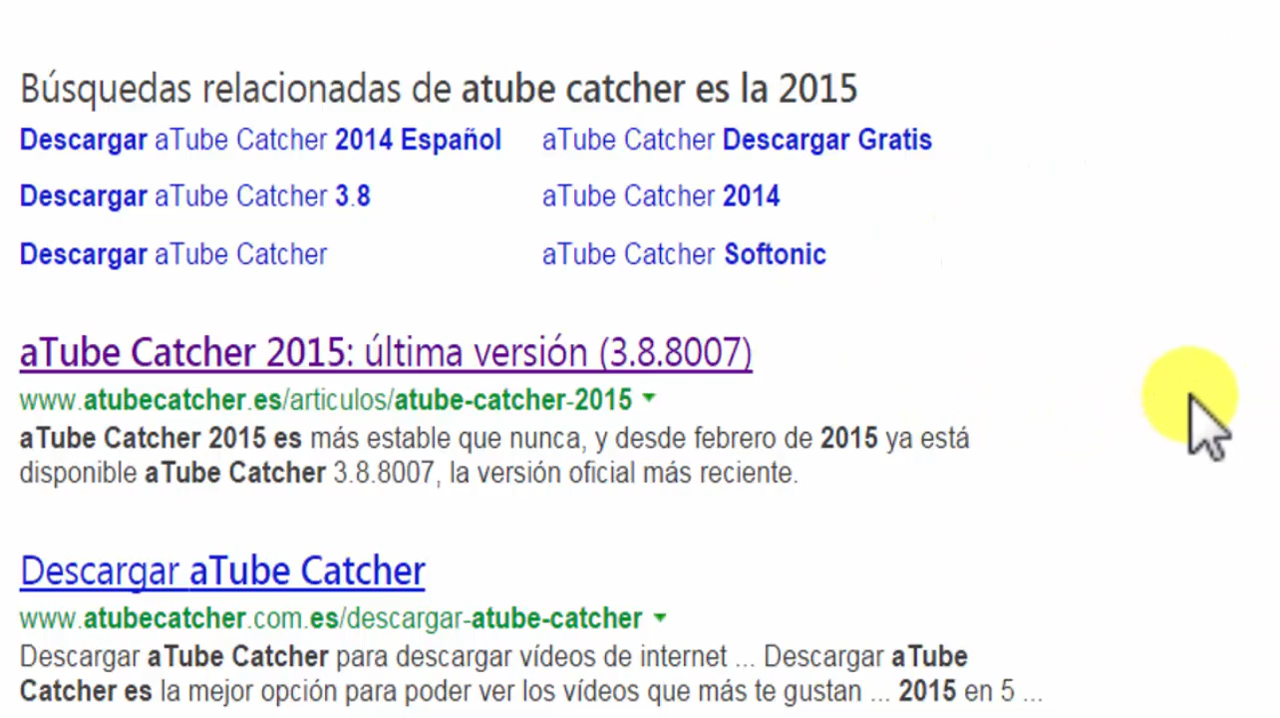 Búsquedas relacionadas de atube catcher es la 2015
Descargar aTube Catcher 2014 Español aTube Catcher Descargar Gratis
Descargar aTube Catcher 3.8 aTube Catcher 2014
Descargar aTube Catcher aTube Catcher Softonic
aTube Catcher 2015: última versión (3.8.8007)
www.atubecatcher.es/articulos/atube-catcher-2015
aTube Catcher 2015 es más estable que nunca, y desde febrero de 2015 ya está
disponible aTube Catcher 3.8.8007, la versión oficial más reciente.
Descargar aTube Catcher
www.atubecatcher.com.es/descargar-atube-catcher
Descargar aTube Catcher para descargar vídeos de internet ... Descargar aTube
Catcher es la mejor opción para poder ver los vídeos que más te gustan ... 2015 en 5 ...